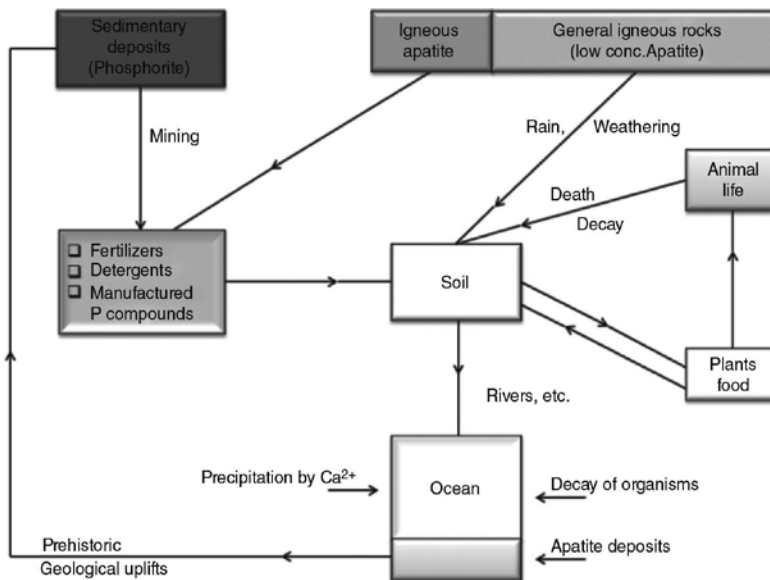 Sedimentary
deposits
(Phosphorite)
Igneous
apatite
General igneous rocks
(low conc.Apatite)
Mining
Rain,
Weathering
Animal
life
Death
Decay
❑ Fertilizers
❑ Detergents
❑ Manufactured
P compounds
Soil
Plants
food
Rivers, etc.
Precipitation by Ca²⁺
Ocean
Decay of organisms
Apatite deposits
Prehistoric
Geological uplifts